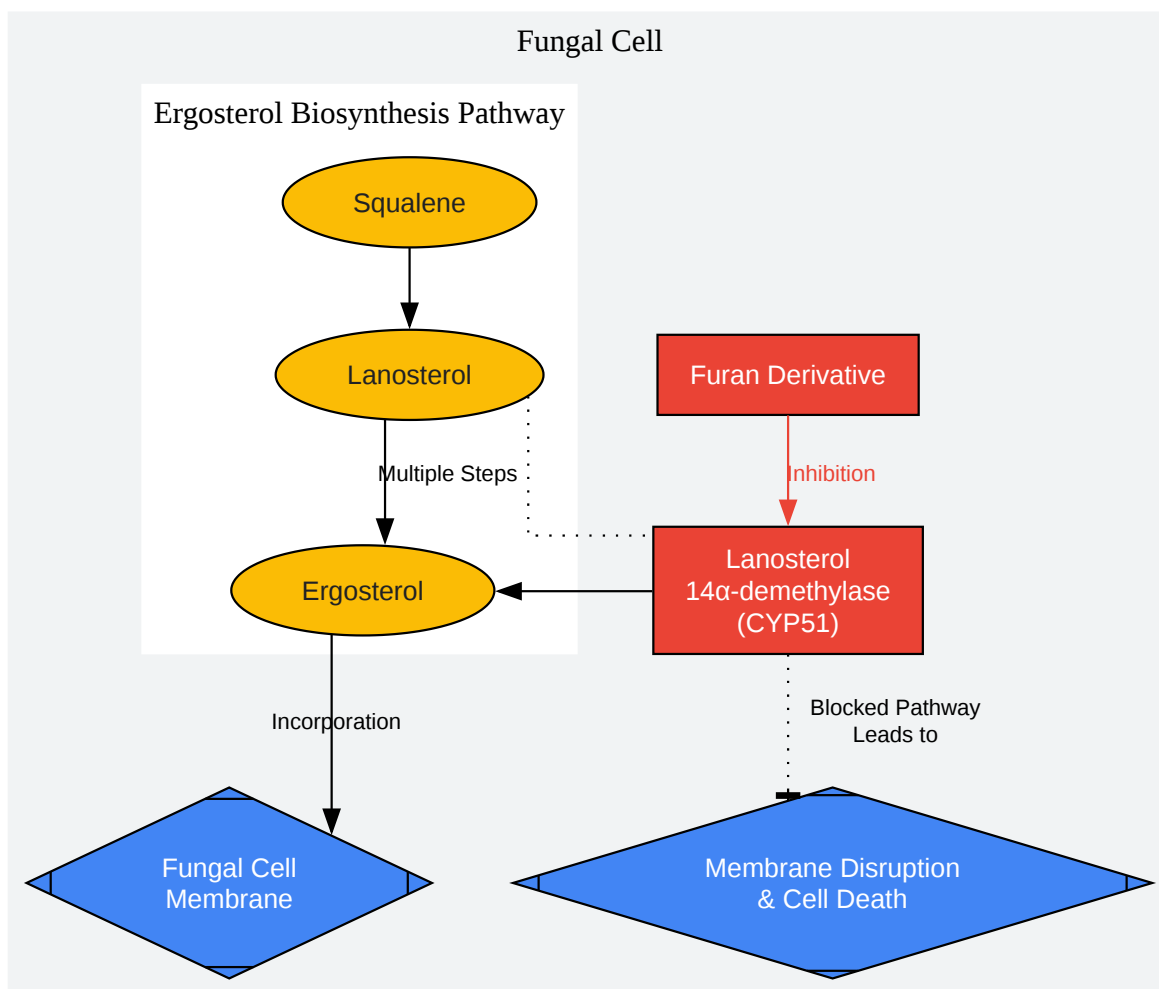 Fungal Cell
Ergosterol Biosynthesis Pathway
Squalene
Lanosterol
Furan Derivative
Multiple Steps
Inhibition
Lanosterol
14α-demethylase
(CYP51)
Ergosterol
Incorporation
Blocked Pathway
Leads to
Fungal Cell
Membrane
Membrane Disruption
& Cell Death